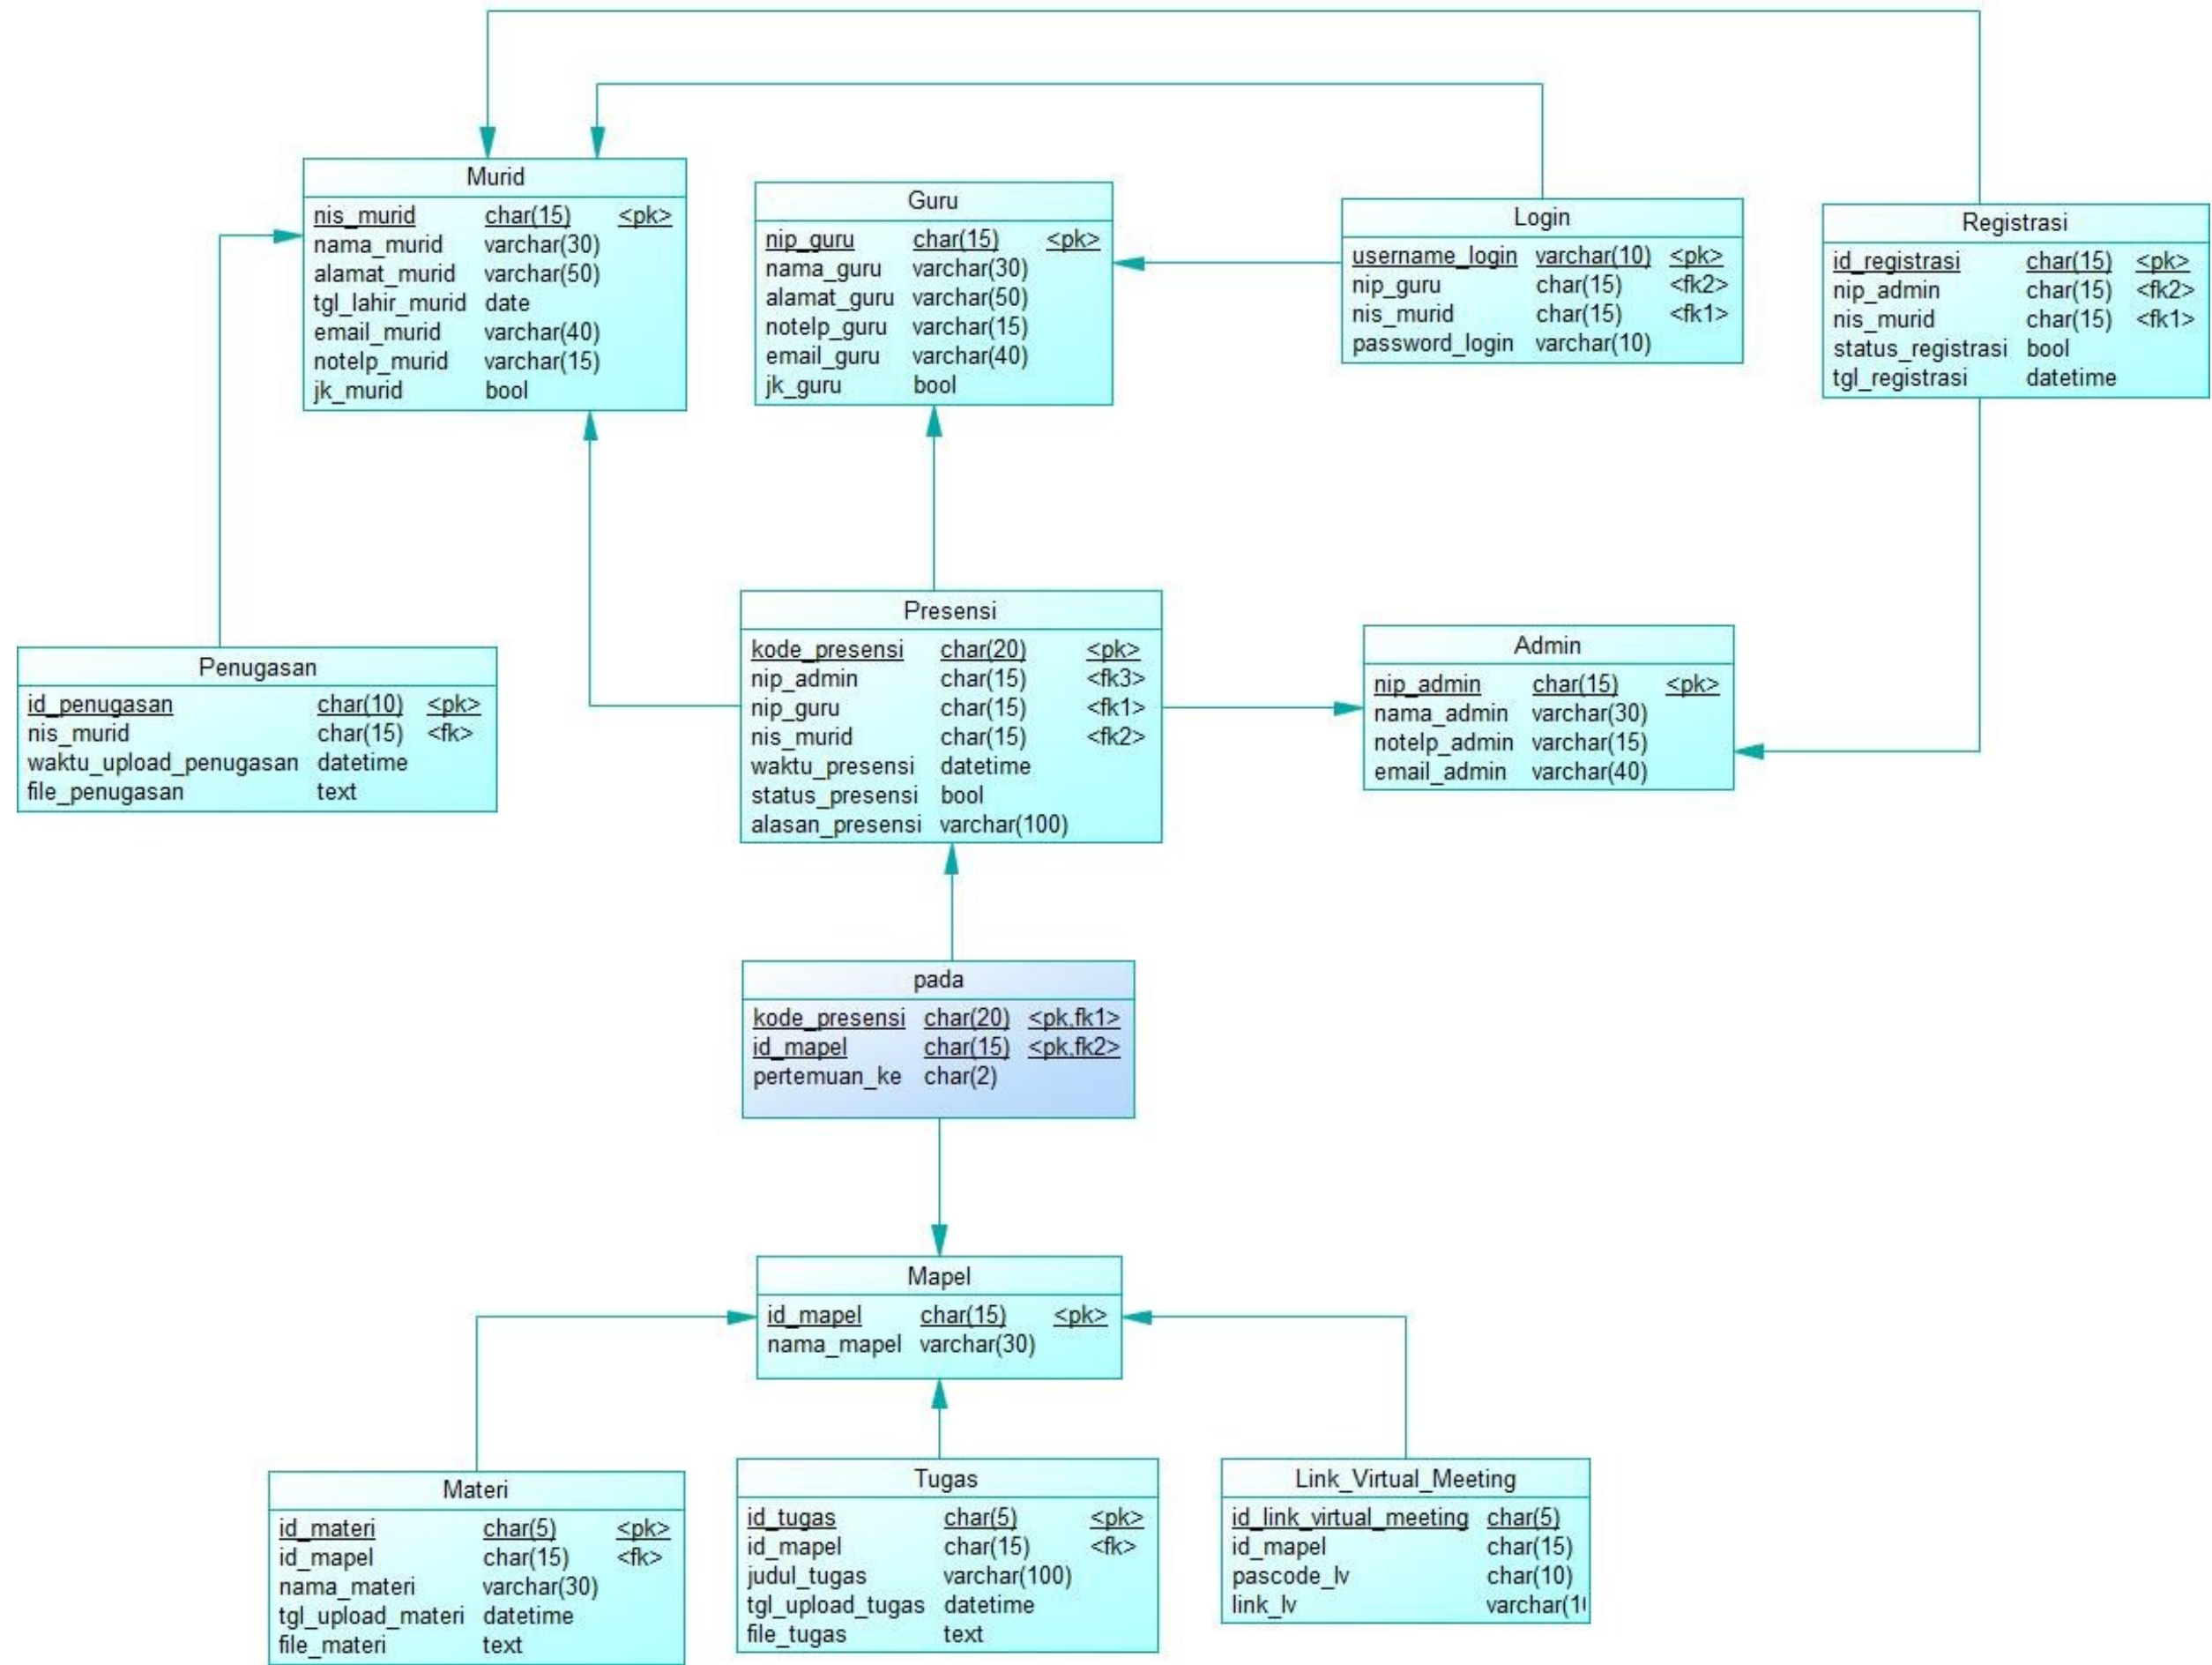 Murid
nis_murid char(15) <pk>
nama_murid varchar(30)
alamat_murid varchar(50)
tgl_lahir_murid date
email_murid varchar(40)
notelp_murid varchar(15)
jk_murid bool
Guru
nip_guru char(15) <pk>
nama_guru varchar(30)
alamat_guru varchar(50)
notelp_guru varchar(15)
email_guru varchar(40)
jk_guru bool
Login
username_login varchar(10) <pk>
nip_guru char(15) <fk2>
nis_murid char(15) <fk1>
password_login varchar(10)
Registrasi
id_registrasi char(15) <pk>
nip_admin char(15) <fk2>
nis_murid char(15) <fk1>
status_registrasi bool
tgl_registrasi datetime
Penugasan
id_penugasan char(10) <pk>
nis_murid char(15) <fk>
waktu_upload_penugasan datetime
file_penugasan text
Presensi
kode_presensi char(20) <pk>
nip_admin char(15) <fk3>
nip_guru char(15) <fk1>
nis_murid char(15) <fk2>
waktu_presensi datetime
status_presensi bool
alasan_presensi varchar(100)
Admin
nip_admin char(15) <pk>
nama_admin varchar(30)
notelp_admin varchar(15)
email_admin varchar(40)
pada
kode_presensi char(20) <pk,fk1>
id_mapel char(15) <pk,fk2>
pertemuan_ke char(2)
Mapel
id_mapel char(15) <pk>
nama_mapel varchar(30)
Materi
id_materi char(5) <pk>
id_mapel char(15) <fk>
nama_materi varchar(30)
tgl_upload_materi datetime
file_materi text
Tugas
id_tugas char(5) <pk>
id_mapel char(15) <fk>
judul_tugas varchar(100)
tgl_upload_tugas datetime
file_tugas text
Link_Virtual_Meeting
id_link_virtual_meeting char(5)
id_mapel char(15)
pascode_lv char(10)
link_lv